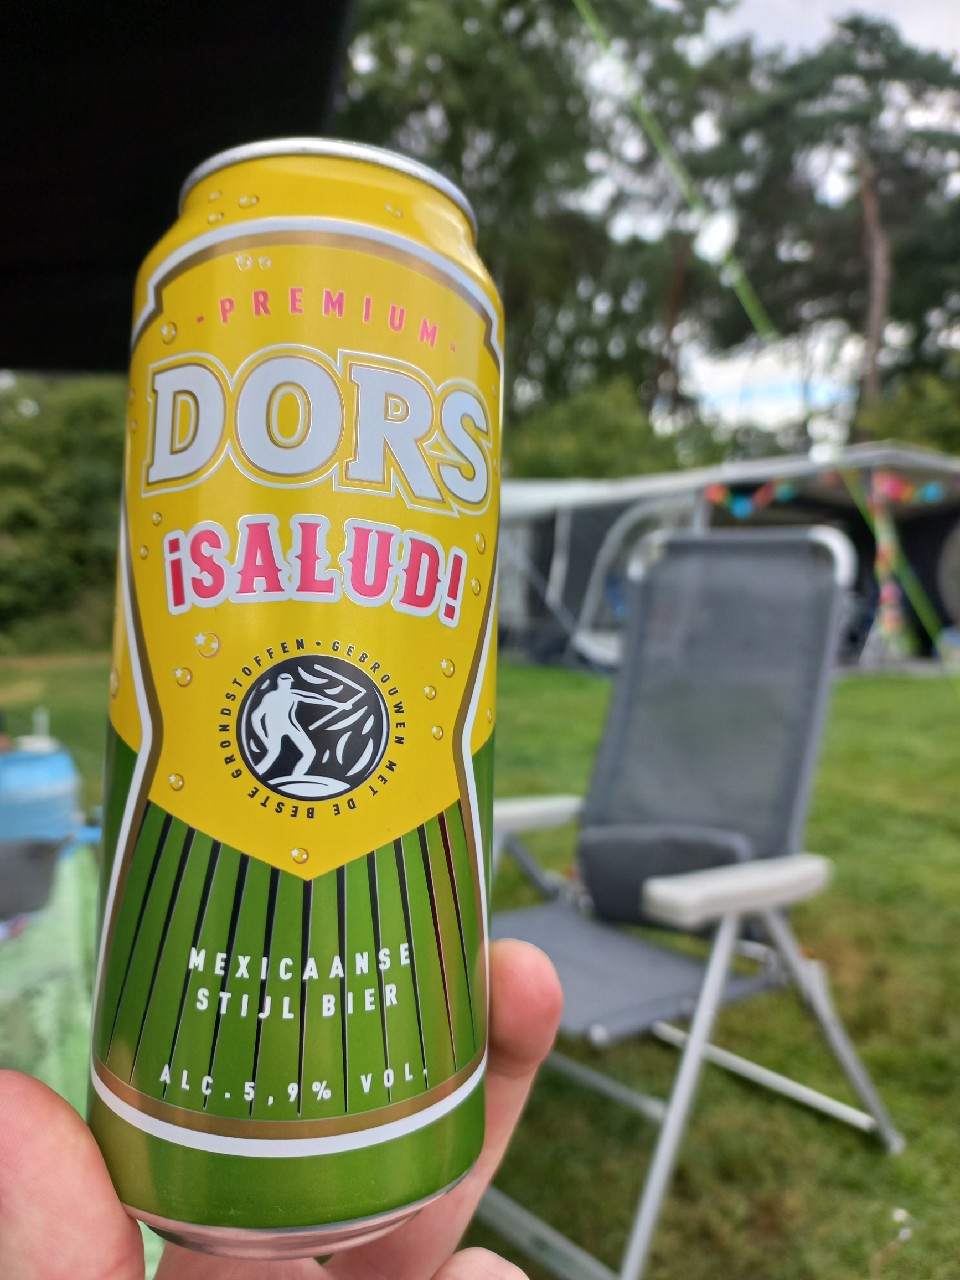 - PREMIUM -
DORS
¡SALUD!
GEBROUWEN MET DE BESTE GRONDSTOFFEN •
MEXICAANSE
STIJL BIER
ALC. 5,9% VOL.